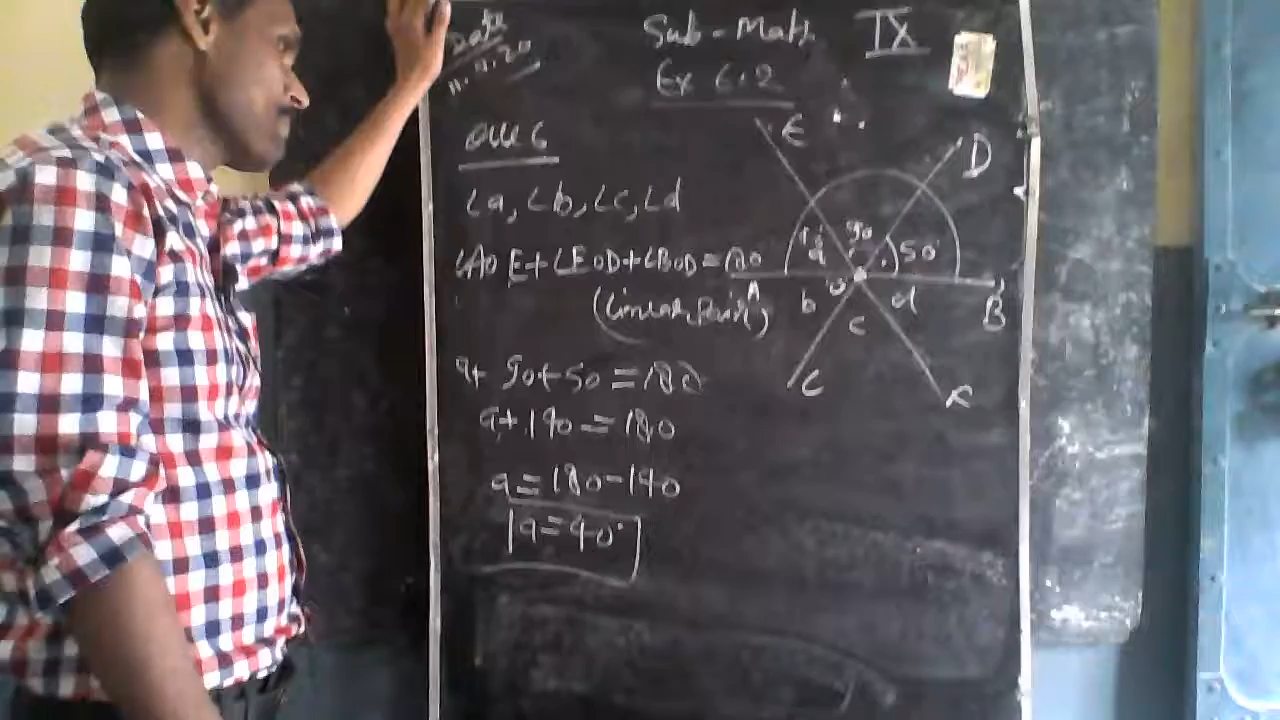 Date
Sub - Math IX
11.9.20
Ex 6.2
QUE 6
∠a, ∠b, ∠c, ∠d
∠AOE + ∠EOD + ∠BOD = 180
(Linear Pair)
a + 90 + 50 = 180
a + 140 = 180
a = 180 - 140
a = 40°
E
D
90
50°
a
A
O
B
b
c
d
C